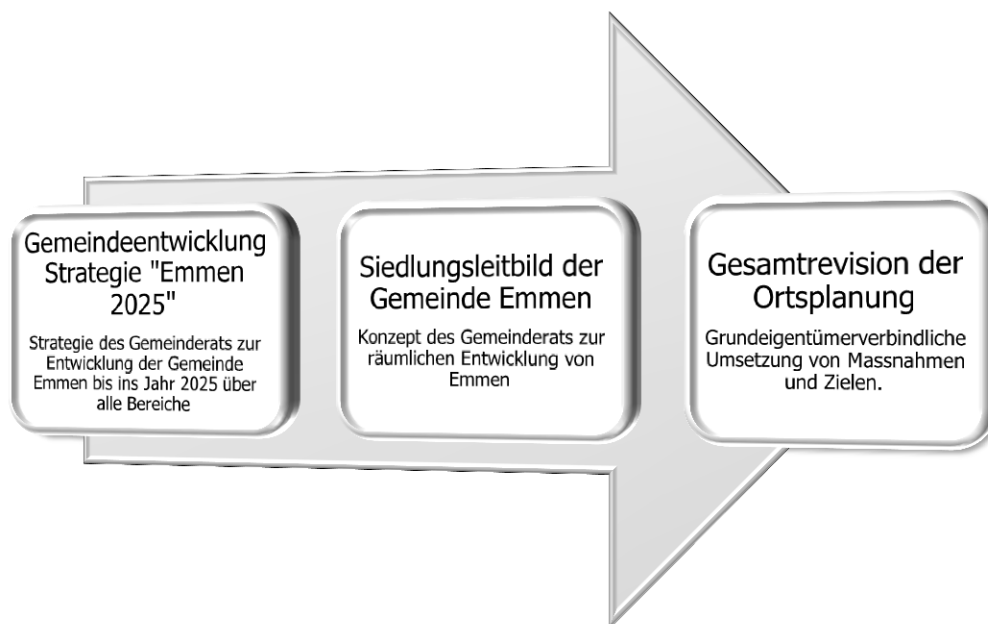 Gemeindeentwicklung
Strategie "Emmen
2025"
Strategie des Gemeinderats zur
Entwicklung der Gemeinde
Emmen bis ins Jahr 2025 über
alle Bereiche
Siedlungsleitbild der
Gemeinde Emmen
Konzept des Gemeinderats zur
räumlichen Entwicklung von
Emmen
Gesamtrevision der
Ortsplanung
Grundeigentümerverbindliche
Umsetzung von Massnahmen
und Zielen.